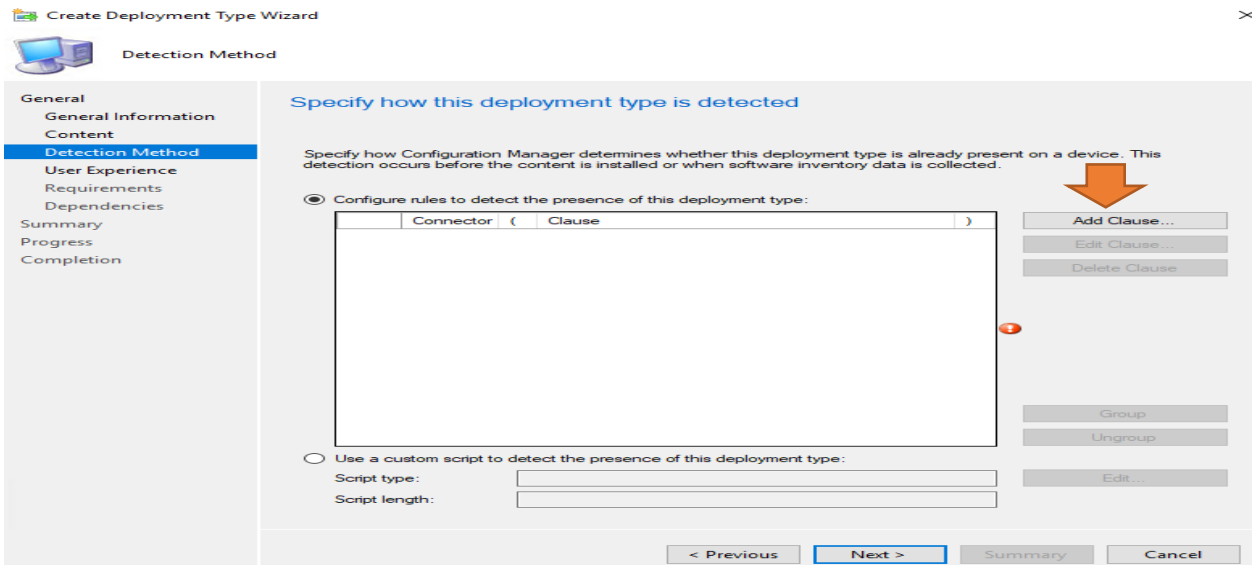 Create Deployment Type Wizard
Detection Method
General
General Information
Content
Detection Method
User Experience
Requirements
Dependencies
Summary
Progress
Completion
Specify how this deployment type is detected
Specify how Configuration Manager determines whether this deployment type is already present on a device. This
detection occurs before the content is installed or when software inventory data is collected.
Configure rules to detect the presence of this deployment type:
Connector ( Clause )
Add Clause...
Edit Clause...
Delete Clause
Group
Ungroup
Use a custom script to detect the presence of this deployment type:
Script type:
Edit...
Script length:
< Previous Next > Summary Cancel